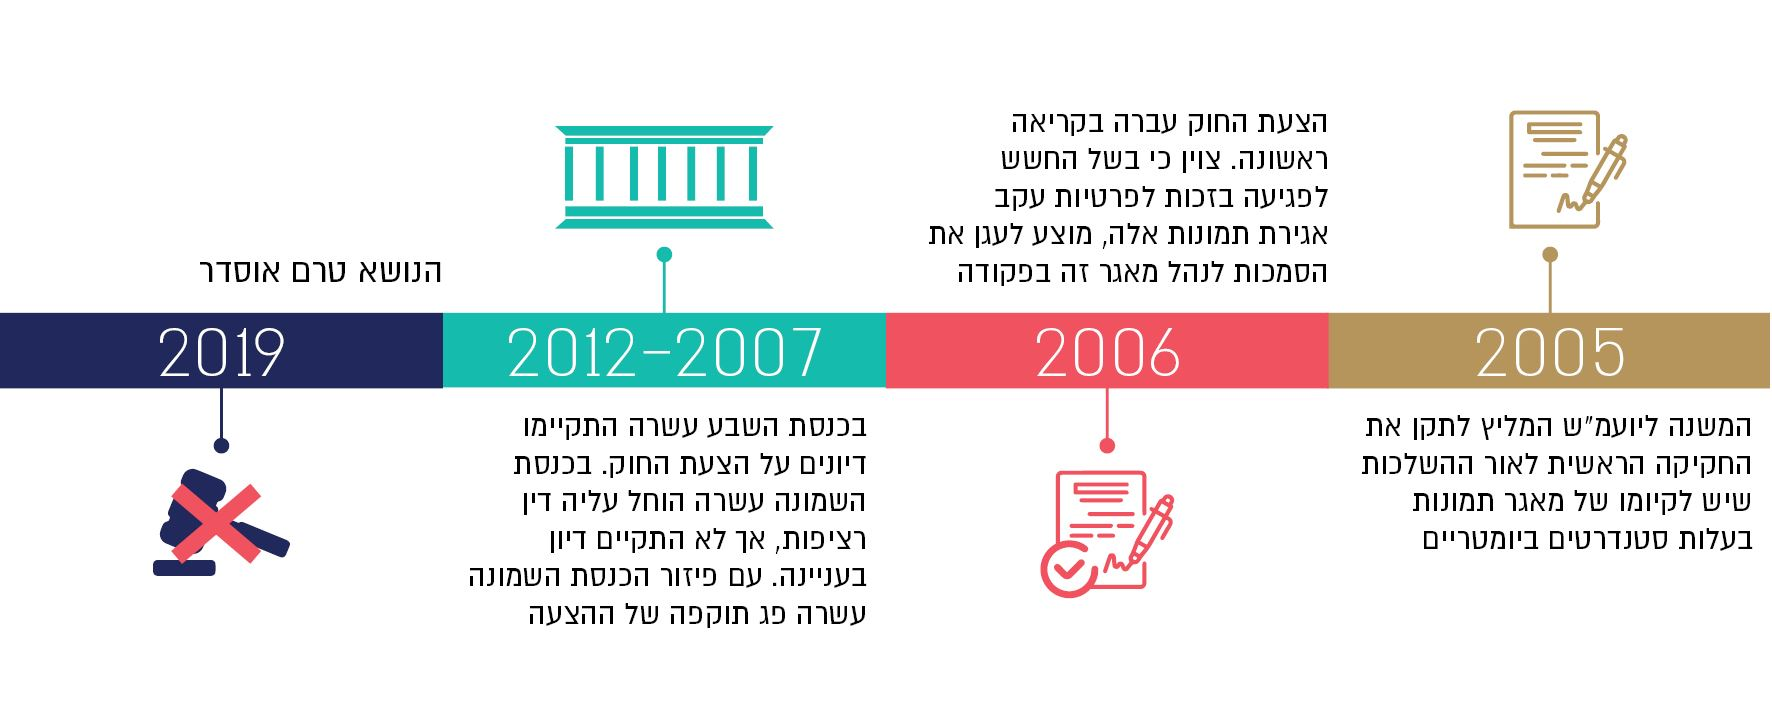 2005
המשנה ליועמ"ש המליץ לתקן את
החקיקה הראשית לאור ההשלכות
שיש לקיומו של מאגר תמונות
בעלות סטנדרטים ביומטריים
הצעת החוק עברה בקריאה
ראשונה. צוין כי בשל החשש
לפגיעה בזכות לפרטיות עקב
אגירת תמונות אלה, מוצע לעגן את
הסמכות לנהל מאגר זה בפקודה
2006
2012-2007
בכנסת השבע עשרה התקיימו
דיונים על הצעת החוק. בכנסת
השמונה עשרה הוחל עליה דין
רציפות, אך לא התקיים דיון
בעניינה. עם פיזור הכנסת השמונה
עשרה פג תוקפה של ההצעה
הנושא טרם אוסדר
2019